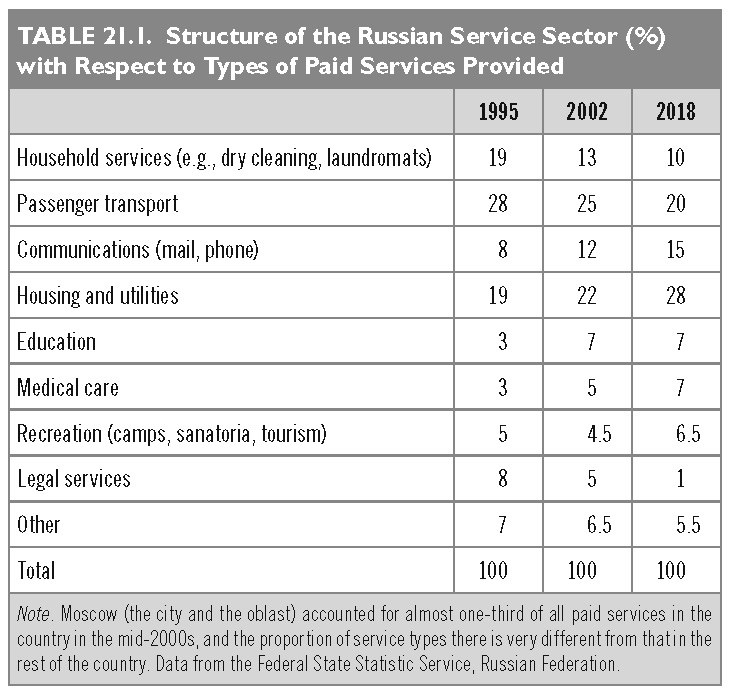 TABLE 21.1. Structure of the Russian Service Sector (%)
with Respect to Types of Paid Services Provided
1995 2002 2018
Household services (e.g., dry cleaning, laundromats) 19 13 10
Passenger transport 28 25 20
Communications (mail, phone) 8 12 15
Housing and utilities 19 22 28
Education 3 7 7
Medical care 3 5 7
Recreation (camps, sanatoria, tourism) 5 4.5 6.5
Legal services 8 5 1
Other 7 6.5 5.5
Total 100 100 100
Note. Moscow (the city and the oblast) accounted for almost one-third of all paid services in the
country in the mid-2000s, and the proportion of service types there is very different from that in the
rest of the country. Data from the Federal State Statistic Service, Russian Federation.